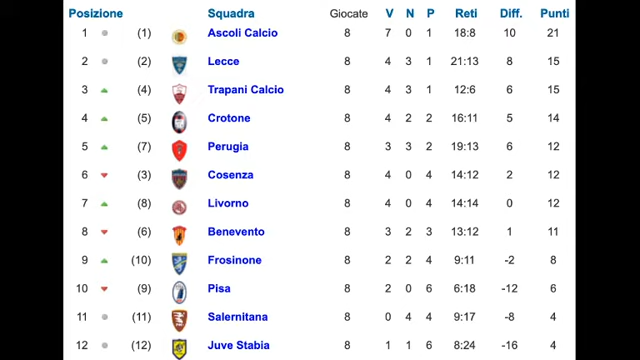 Posizione Squadra Giocate V N P Reti Diff. Punti
1 (1) Ascoli Calcio 8 7 0 1 18:8 10 21
2 (2) Lecce 8 4 3 1 21:13 8 15
3 (4) Trapani Calcio 8 4 3 1 12:6 6 15
4 (5) Crotone 8 4 2 2 16:11 5 14
5 (7) Perugia 8 3 3 2 19:13 6 12
6 (3) Cosenza 8 4 0 4 14:12 2 12
7 (8) Livorno 8 4 0 4 14:14 0 12
8 (6) Benevento 8 3 2 3 13:12 1 11
9 (10) Frosinone 8 2 2 4 9:11 -2 8
10 (9) Pisa 8 2 0 6 6:18 -12 6
11 (11) Salernitana 8 0 4 4 9:17 -8 4
12 (12) Juve Stabia 8 1 1 6 8:24 -16 4